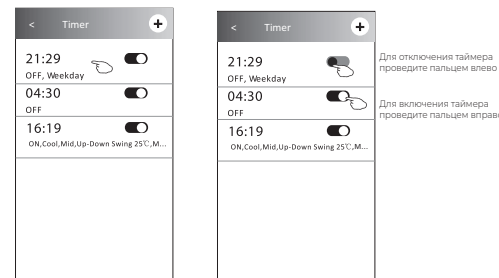 < Timer +
21:29
OFF, Weekday
04:30
OFF
16:19
ON,Cool,Mid,Up-Down Swing 25℃,M...
< Timer +
21:29
OFF, Weekday
04:30
OFF
16:19
ON,Cool,Mid,Up-Down Swing 25℃,M...
Для отключения таймера
проведите пальцем влево
Для включения таймера
проведите пальцем вправо